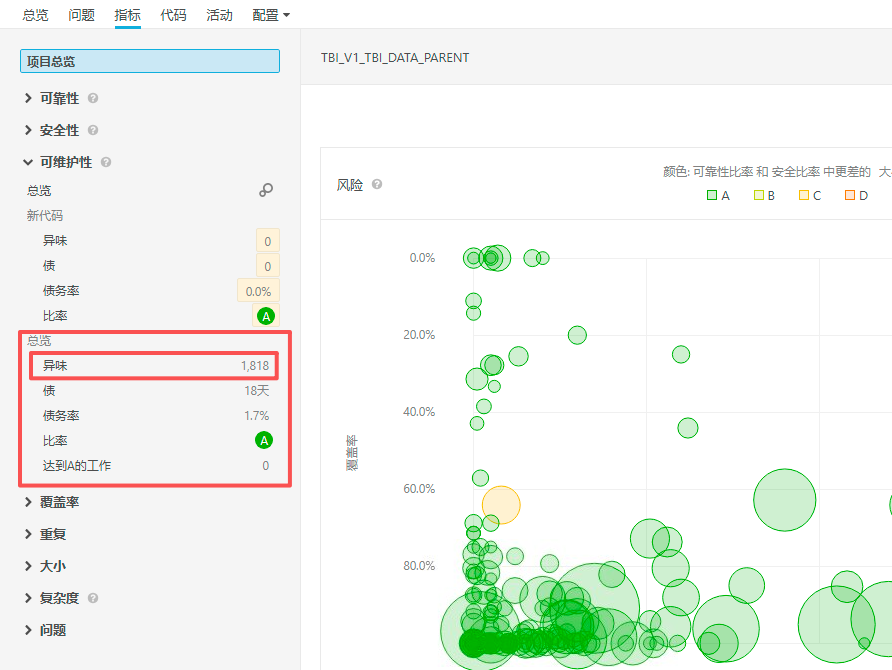 总览 问题 指标 代码 活动 配置
项目总览
可靠性
安全性
可维护性
总览
新代码
异味 0
债 0
债务率 0.0%
比率 A
总览
异味 1,818
债 18天
债务率 1.7%
比率 A
达到A的工作 0
覆盖率
重复
大小
复杂度
问题
TBI_V1_TBI_DATA_PARENT
风险
颜色: 可靠性比率 和 安全比率 中更差的 大
A B C D
0.0%
20.0%
40.0%
覆盖率
60.0%
80.0%